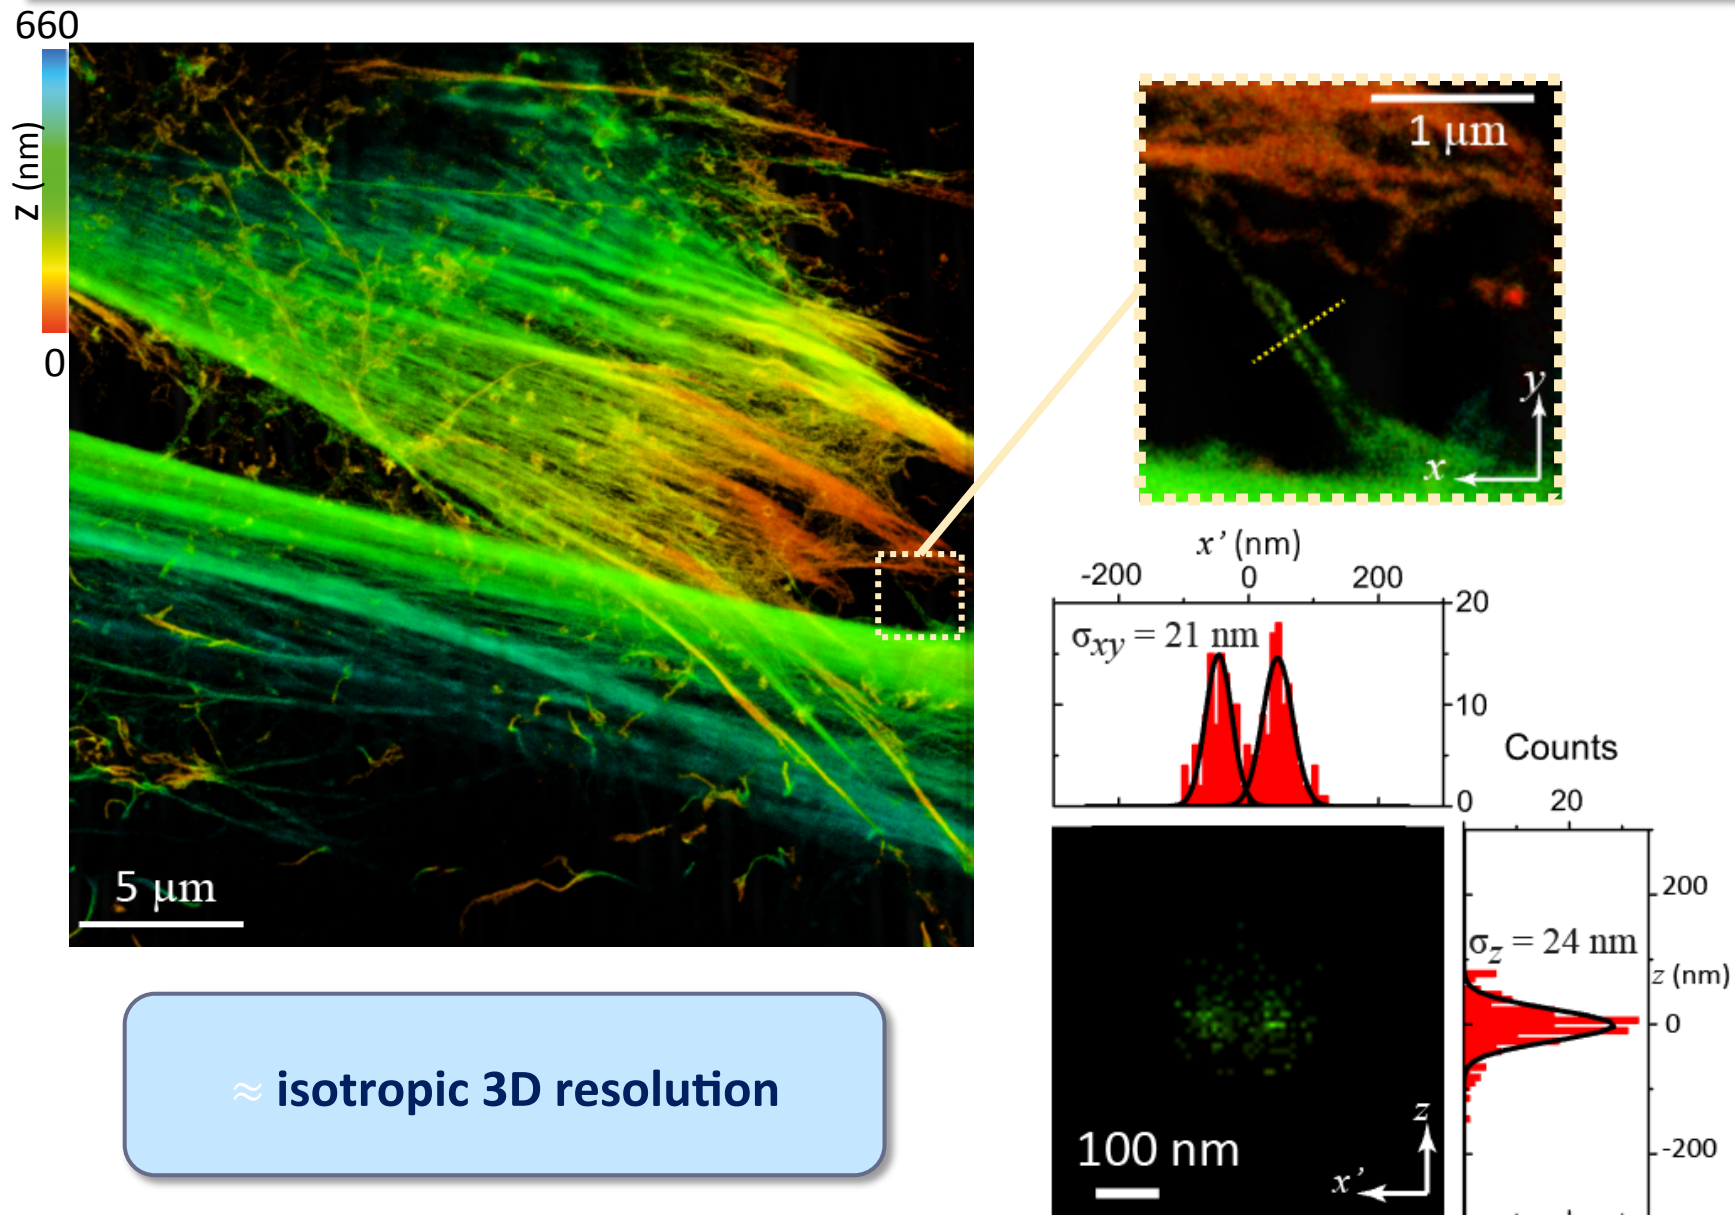 660
z (nm)
0
5 µm
≈ isotropic 3D resolution
1 µm
y
x
x’ (nm)
-200 0 200
20
10
0
σxy = 21 nm
Counts
20
σz = 24 nm
200
z (nm)
0
-200
100 nm
z
x’